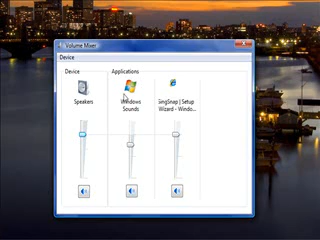 Volume Mixer
Device
Device
Applications
Speakers
Windows
Sounds
SingSnap | Setup
Wizard - Windo...